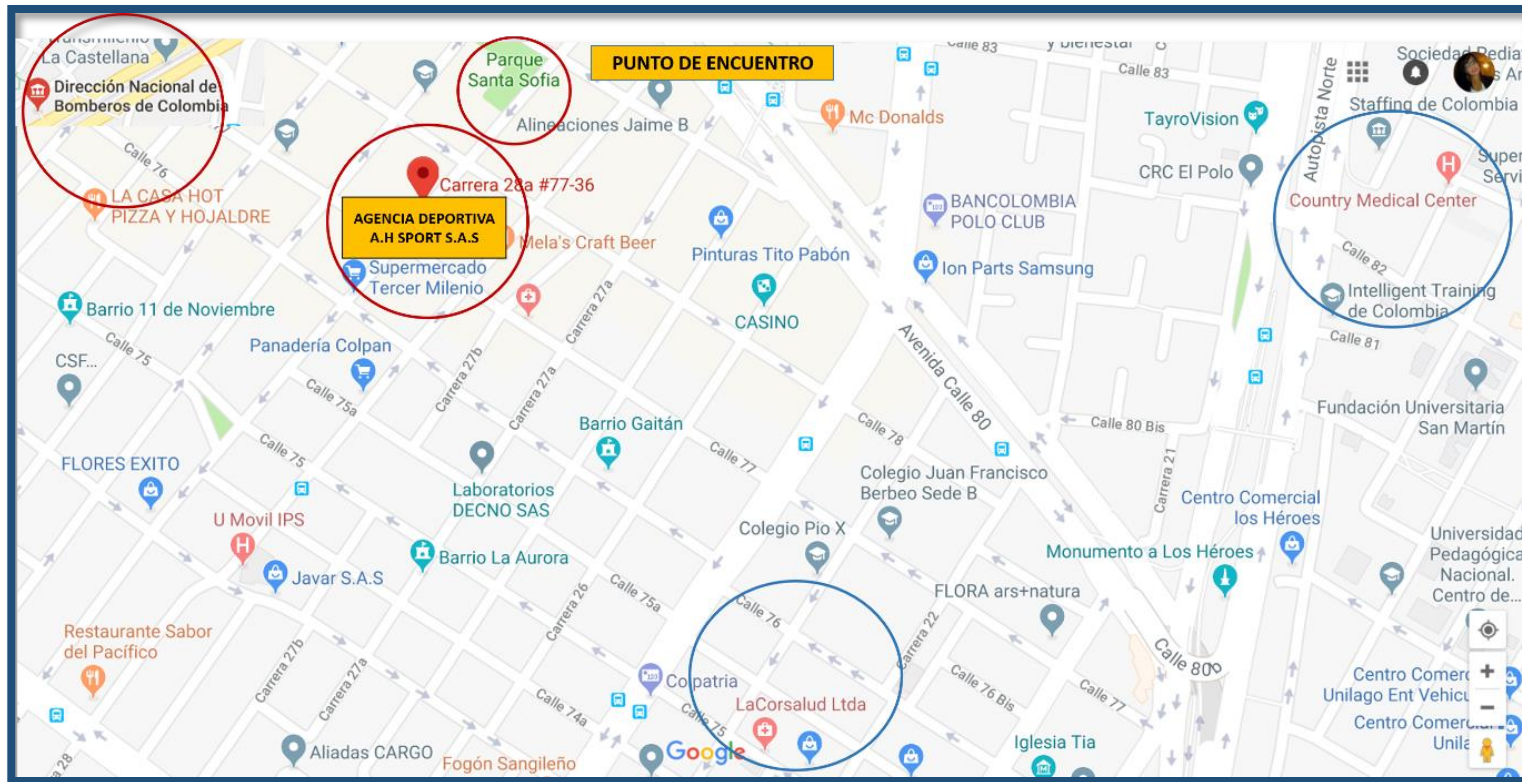 Transmilenio
La Castellana
Dirección Nacional de
Bomberos de Colombia
Parque
Santa Sofia
PUNTO DE ENCUENTRO
Calle 83
y bienestar
Calle 83
Autopista Norte
Staffing de Colombia
Calle 76
Alineaciones Jaime B
Mc Donalds
TayroVision
CRC El Polo
Country Medical Center
LA CASA HOT
PIZZA Y HOJALDRE
Carrera 28a #77-36
AGENCIA DEPORTIVA
A.H SPORT S.A.S
Mela's Craft Beer
Supermercado
Tercer Milenio
Pinturas Tito Pabón
BANCOLOMBIA
POLO CLUB
Ion Parts Samsung
Calle 82
Intelligent Training
de Colombia
Barrio 11 de Noviembre
Calle 75
CSF...
Panadería Colpan
Carrera 27a
CASINO
Avenida Calle 80
Calle 81
Carrera 27b
Carrera 27a
Calle 75a
Fundación Universitaria
San Martín
Barrio Gaitán
Calle 78
Calle 80 Bis
Calle 75
Calle 77
FLORES EXITO
Laboratorios
DECNO SAS
Colegio Juan Francisco
Berbeo Sede B
Carrera 21
Centro Comercial
los Héroes
U Movil IPS
Colegio Pio X
Universidad
Pedagógica
Nacional.
Centro de...
Javar S.A.S
Barrio La Aurora
Monumento a Los Héroes
Calle 75a
Calle 76
FLORA ars+natura
Carrera 26
Carrera 22
Restaurante Sabor
del Pacífico
Carrera 27b
Carrera 27a
Calle 80
Colpatria
Calle 76 Bis
Calle 77
LaCorsalud Ltda
Calle 74a
Calle 75
Unilago Ent Vehicu
Aliadas CARGO
Fogón Sangileño
Google
Iglesia Tia
28